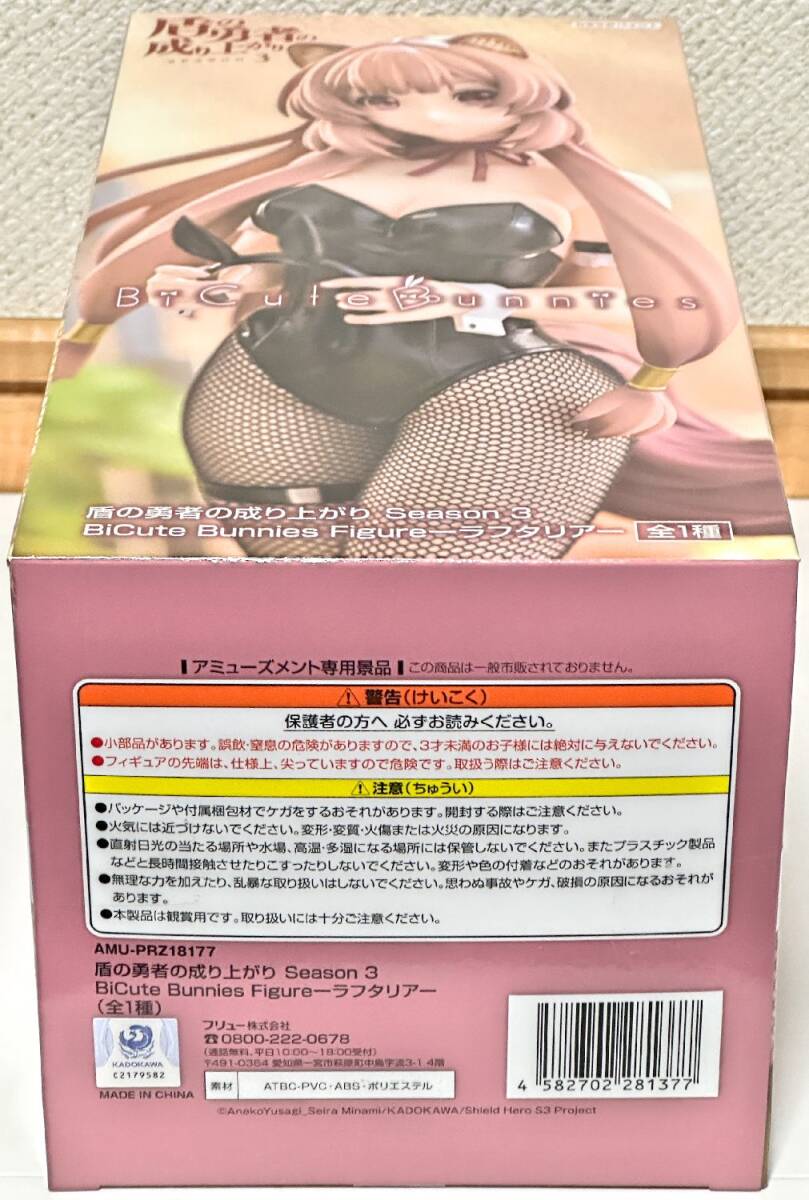 盾の勇者の
成り上がり
SEASON 3
BiCute Bunnies
盾の勇者の成り上がり Season 3
BiCute Bunnies Figureーラフタリアー 全1種
アミューズメント専用景品 この商品は一般市販されておりません。
警告(けいこく)
保護者の方へ 必ずお読みください。
●小部品があります。誤飲・窒息の危険がありますので、3才未満のお子様には絶対に与えないでください。
●フィギュアの先端は、仕様上、尖っていますので危険です。取扱う際はご注意ください。
注意(ちゅうい)
●パッケージや付属梱包材でケガをするおそれがあります。開封する際はご注意ください。
●火気には近づけないでください。変形・変質・火傷または火災の原因になります。
●直射日光の当たる場所や水場、高温・多湿になる場所には保管しないでください。またプラスチック製品
などと長時間接触させたりこすったりしないでください。変形や色の付着などのおそれがあります。
●無理な力を加えたり、乱暴な取り扱いはしないでください。思わぬ事故やケガ、破損の原因になるおそれが
あります。
●本製品は観賞用です。取り扱いには十分ご注意ください。
AMU-PRZ18177
盾の勇者の成り上がり Season 3
BiCute Bunnies Figureーラフタリアー
(全1種)
KADOKAWA
C2179582
MADE IN CHINA
フリュー株式会社
☎0800-222-0678
(通話無料、平日10:00〜18:00受付)
〒491-0364 愛知県一宮市萩原町中島字流3-1 4階
素材 ATBC-PVC・ABS・ポリエステル
4 582702 281377
©AnekoYusagi_Seira Minami/KADOKAWA/Shield Hero S3 Project